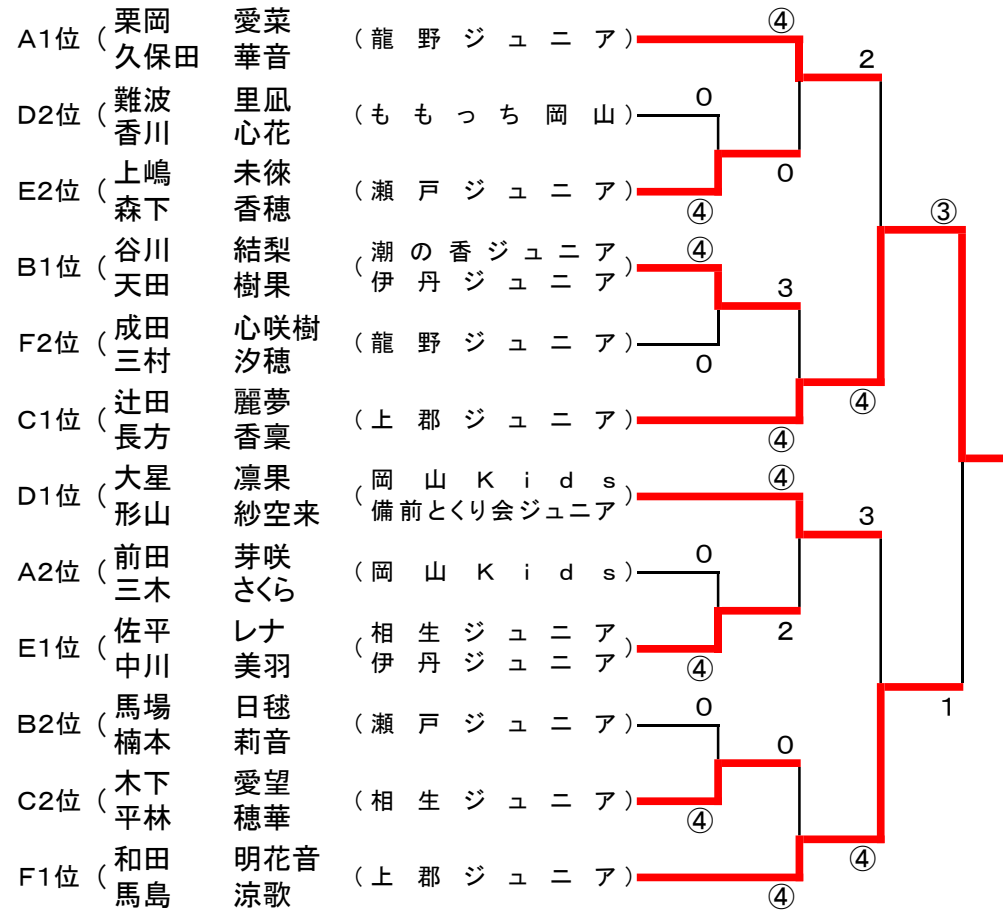 A1位 ( 栗岡 愛菜
久保田 華音 ( 龍野ジュニア ) ④
2
D2位 ( 難波 里凪
香川 心花 ( ももっち岡山 ) 0
0
E2位 ( 上嶋 未徠
森下 香穂 ( 瀬戸ジュニア ) ④
③
B1位 ( 谷川 結梨 ( 潮の香ジュニア
天田 樹果 伊丹ジュニア ) ④
3
F2位 ( 成田 心咲樹
三村 汐穂 ( 龍野ジュニア ) 0
④
C1位 ( 辻田 麗夢
長方 香稟 ( 上郡ジュニア ) ④
D1位 ( 大星 凛果 ( 岡山Kids
形山 紗空来 備前とくり会ジュニア ) ④
3
A2位 ( 前田 芽咲
三木 さくら ( 岡山Kids ) 0
2
E1位 ( 佐平 レナ ( 相生ジュニア
中川 美羽 伊丹ジュニア ) ④
1
B2位 ( 馬場 日毬
楠本 莉音 ( 瀬戸ジュニア ) 0
0
C2位 ( 木下 愛望
平林 穂華 ( 相生ジュニア ) ④
④
F1位 ( 和田 明花音
馬島 涼歌 ( 上郡ジュニア ) ④